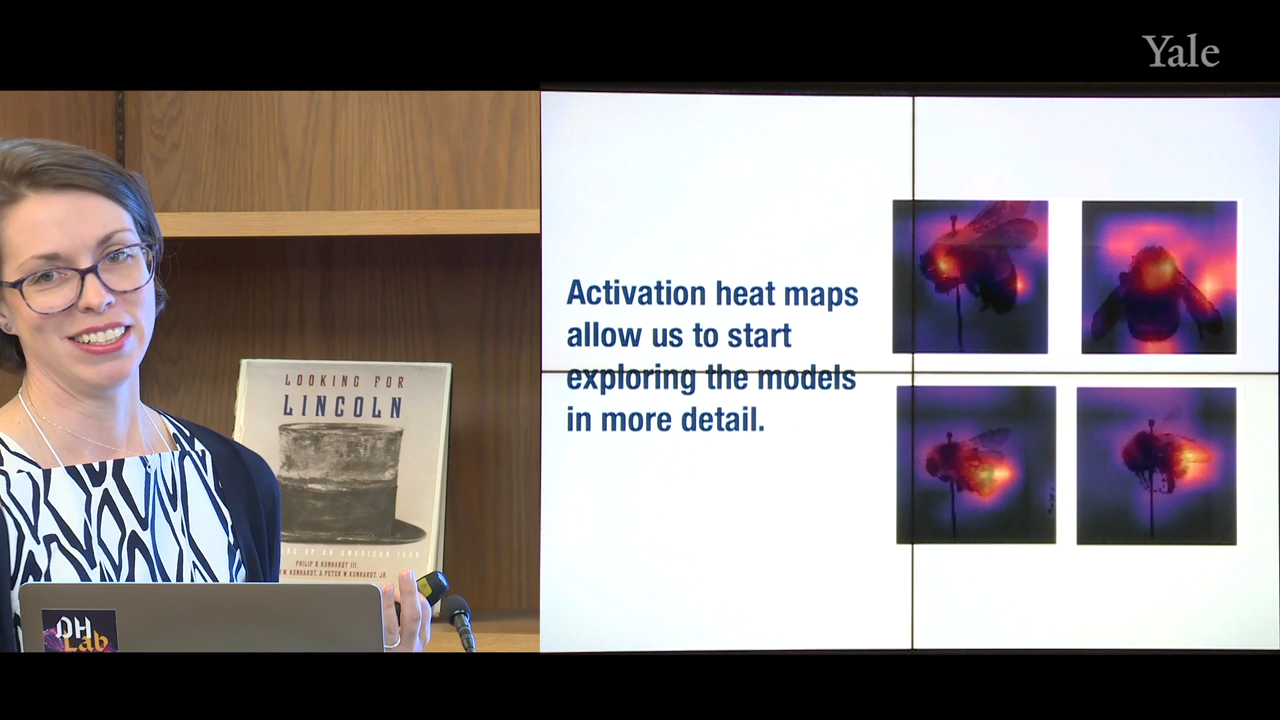 Yale
LOOKING FOR
LINCOLN
PHILIP B. KUNHARDT III,
KUNHARDT, & PETER W. KUNHARDT, JR.
DH
Lab
Activation heat maps
allow us to start
exploring the models
in more detail.